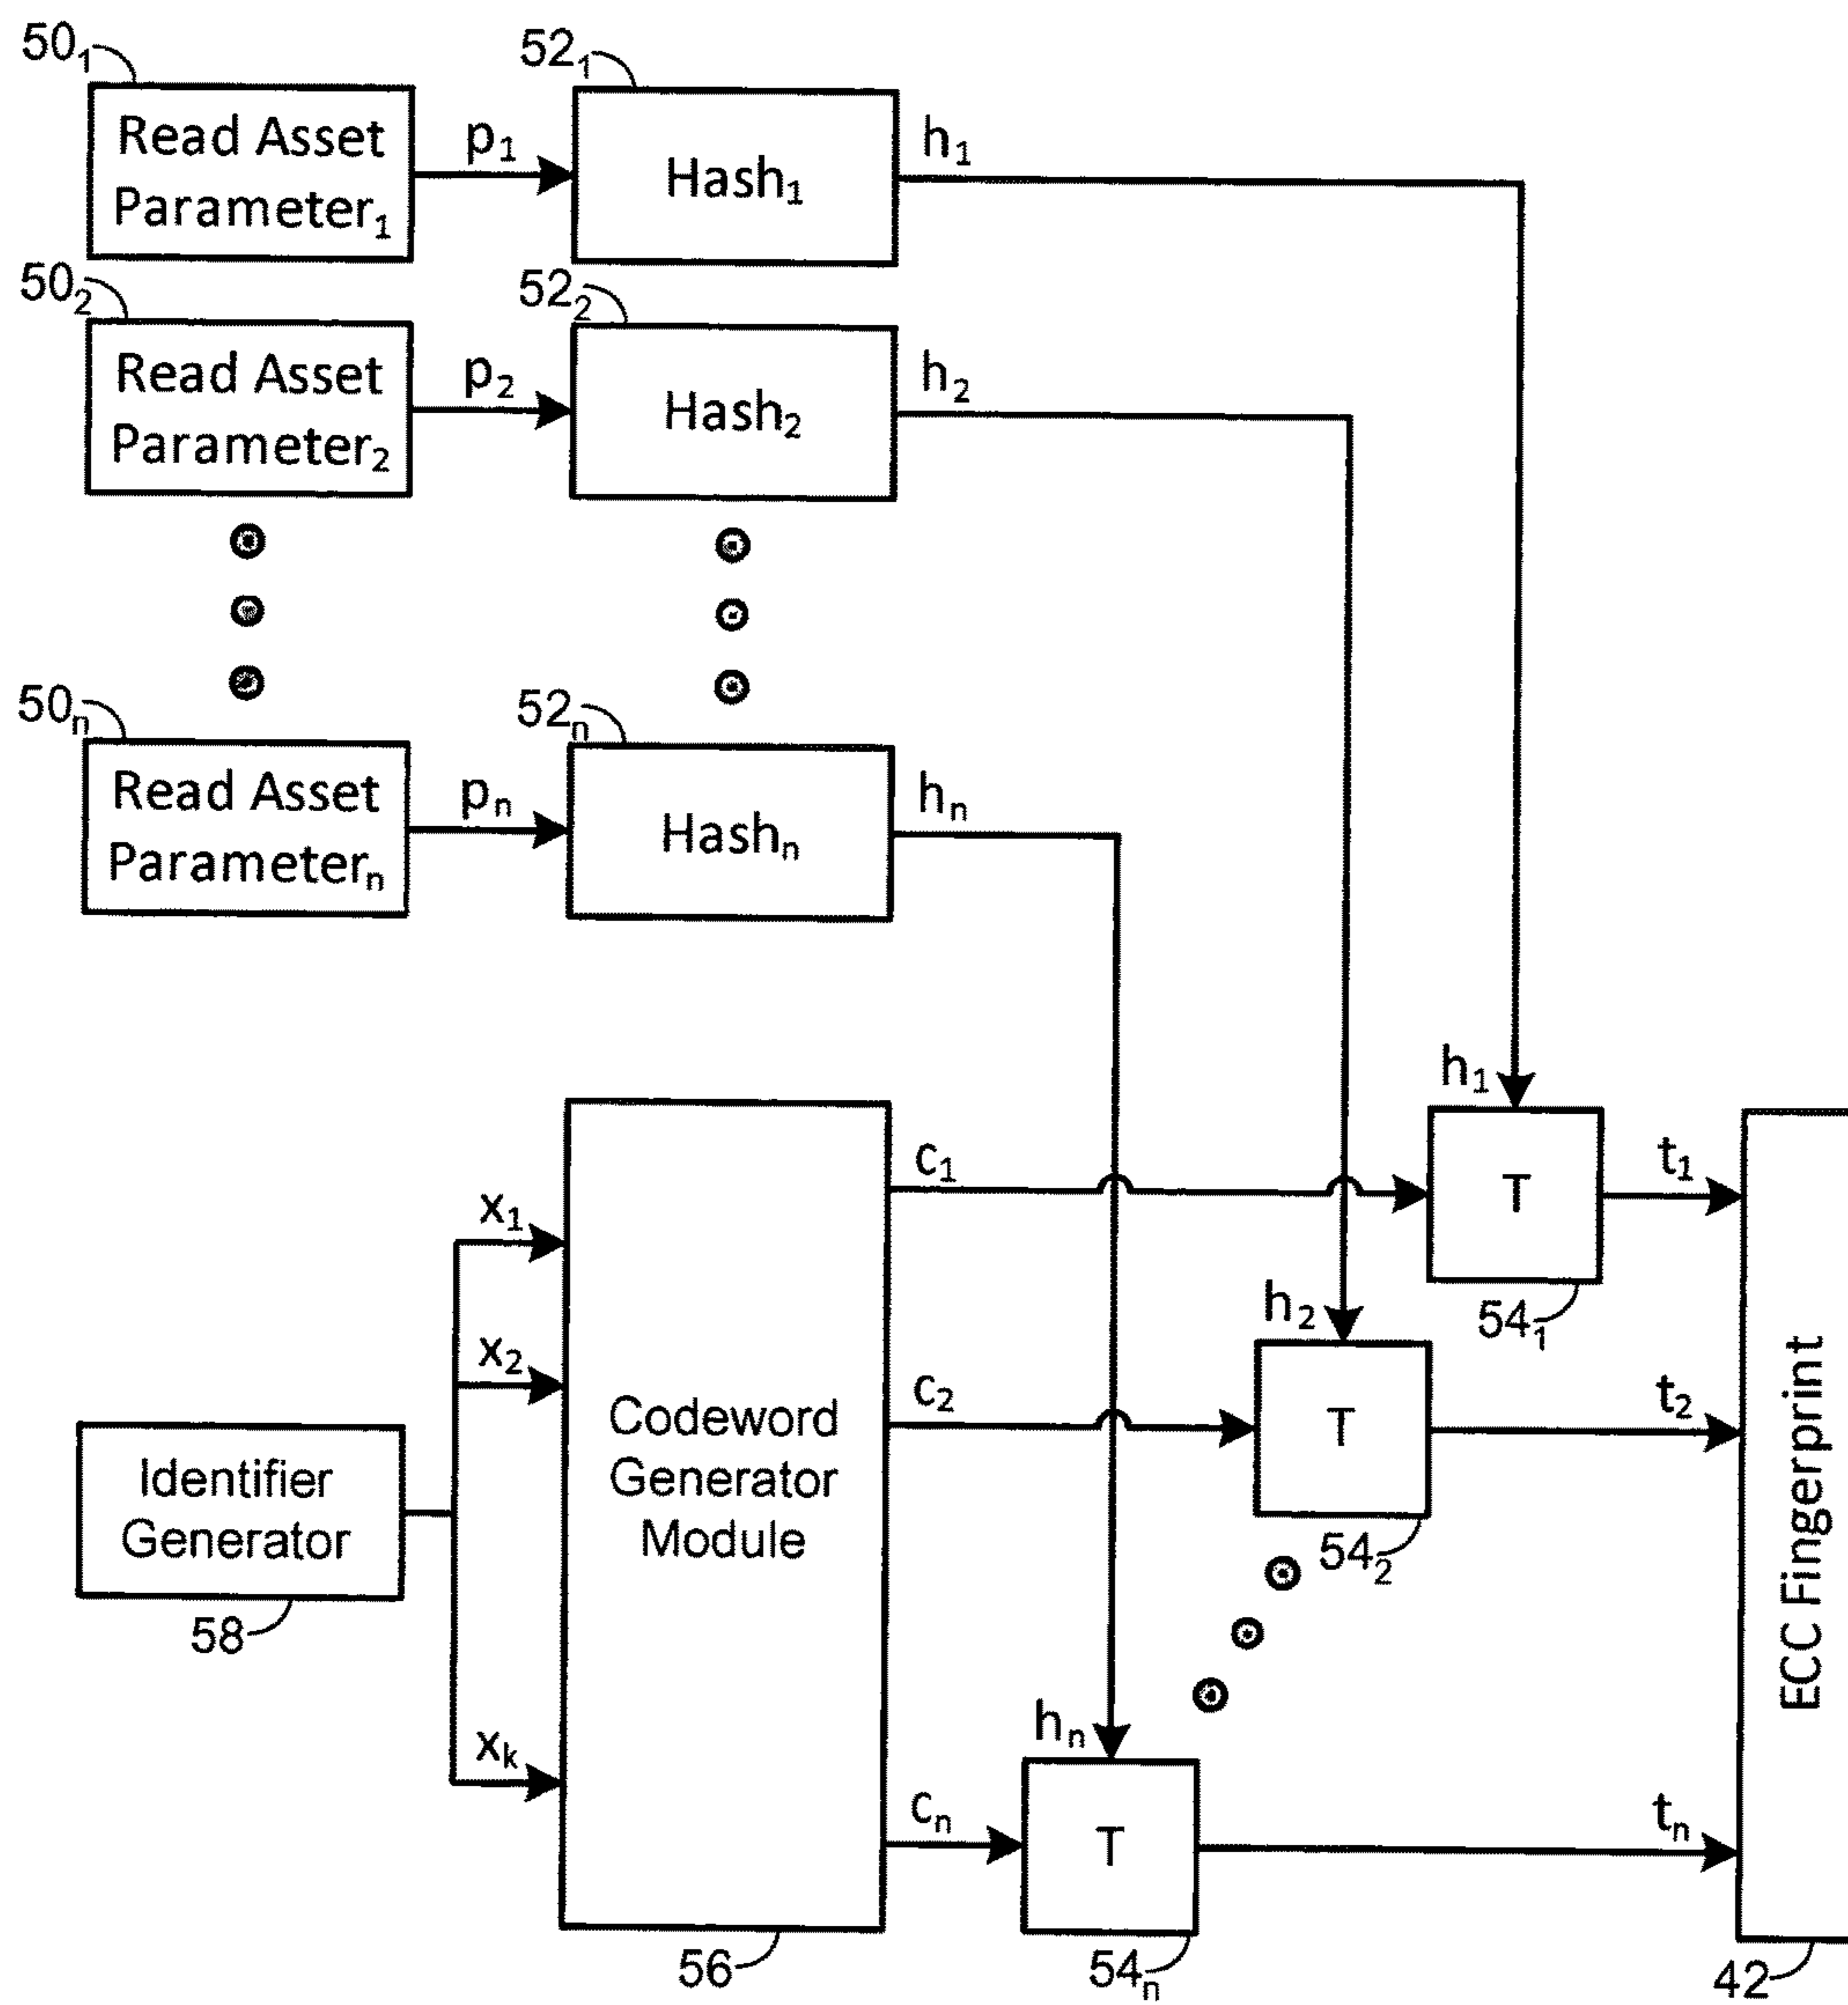 50₁
52₁
Read Asset
Parameter₁
p₁
Hash₁
h₁
50₂
52₂
Read Asset
Parameter₂
p₂
Hash₂
h₂
50ₙ
52ₙ
Read Asset
Parameterₙ
pₙ
Hashₙ
hₙ
h₁
c₁
T
t₁
54₁
x₁
x₂
xₖ
Identifier
Generator
58
Codeword
Generator
Module
56
h₂
c₂
T
t₂
54₂
hₙ
cₙ
T
tₙ
54ₙ
ECC Fingerprint
42